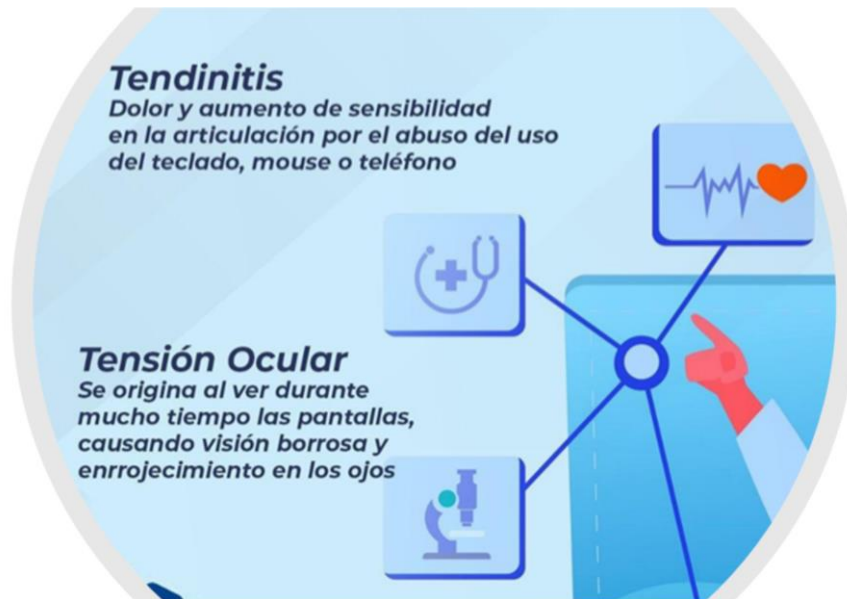 Tendinitis
Dolor y aumento de sensibilidad
en la articulación por el abuso del uso
del teclado, mouse o teléfono
Tensión Ocular
Se origina al ver durante
mucho tiempo las pantallas,
causando visión borrosa y
enrrojecimiento en los ojos